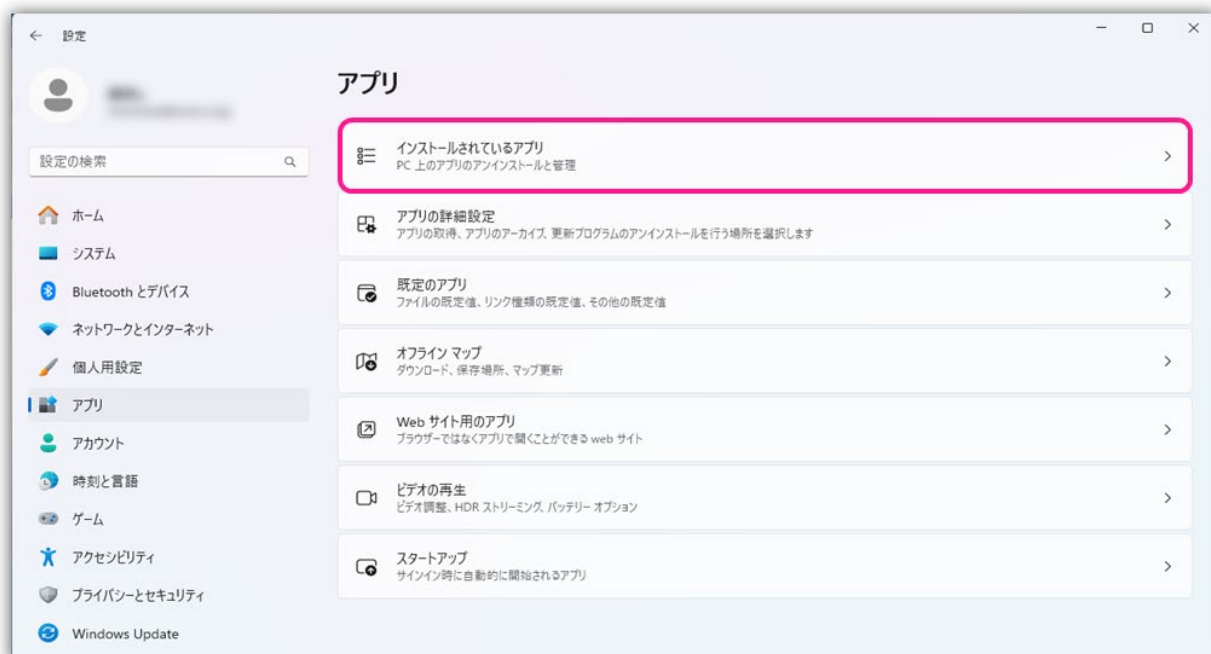 設定
設定の検索
ホーム
システム
Bluetooth とデバイス
ネットワークとインターネット
個人用設定
アプリ
アカウント
時刻と言語
ゲーム
アクセシビリティ
プライバシーとセキュリティ
Windows Update
アプリ
インストールされているアプリ
PC 上のアプリのアンインストールと管理
アプリの詳細設定
アプリの取得、アプリのアーカイブ、更新プログラムのアンインストールを行う場所を選択します
既定のアプリ
ファイルの既定値、リンク種類の既定値、その他の既定値
オフライン マップ
ダウンロード、保存場所、マップ更新
Web サイト用のアプリ
ブラウザーではなくアプリで開くことができる web サイト
ビデオの再生
ビデオ調整、HDR ストリーミング、バッテリー オプション
スタートアップ
サインイン時に自動的に開始されるアプリ